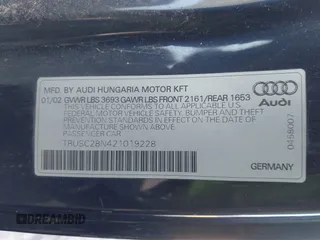 MFD. BY AUDI HUNGARIA MOTOR KFT
01/02 GVWR LBS 3693 GAWR LBS FRONT 2161/REAR 1653
THIS VEHICLE CONFORMS TO ALL APPLICABLE U.S.
FEDERAL MOTOR VEHICLE SAFETY, BUMPER AND THEFT
PREVENTION STANDARDS IN EFFECT ON THE DATE OF
MANUFACTURE SHOWN ABOVE
PASSENGER CAR
TRUSC28N421019228
Audi
GERMANY
DREAMBID